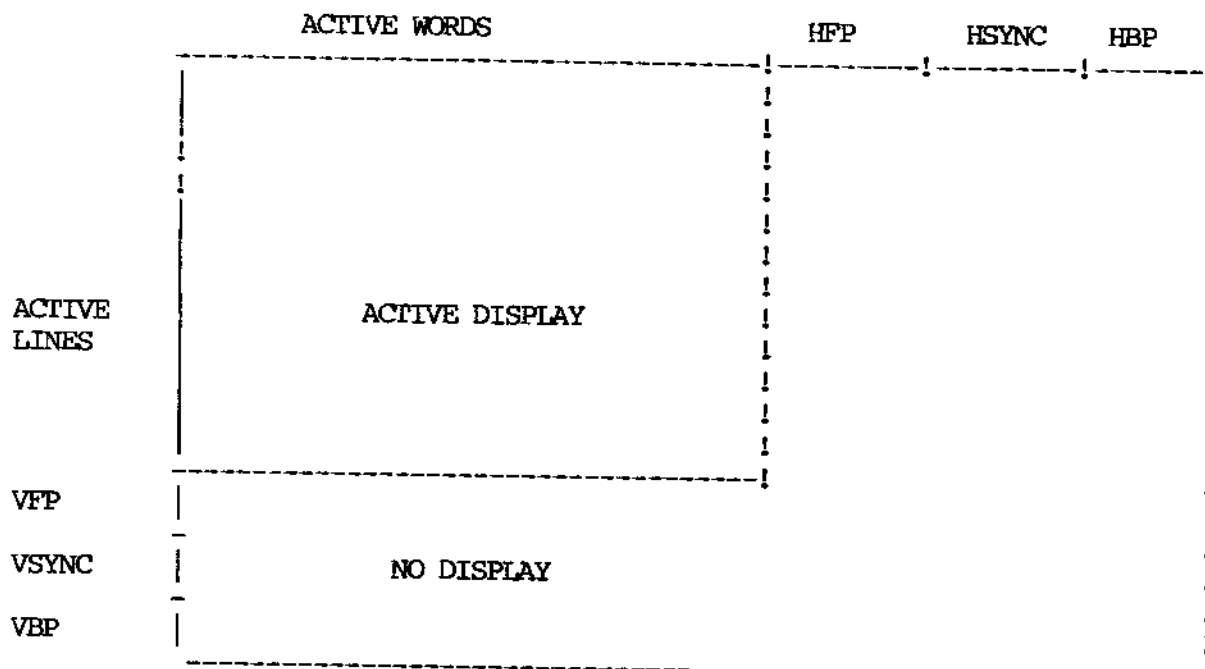 ACTIVE WORDS HFP HSYNC HBP
ACTIVE
LINES
ACTIVE DISPLAY
VFP
VSYNC
NO DISPLAY
VBP